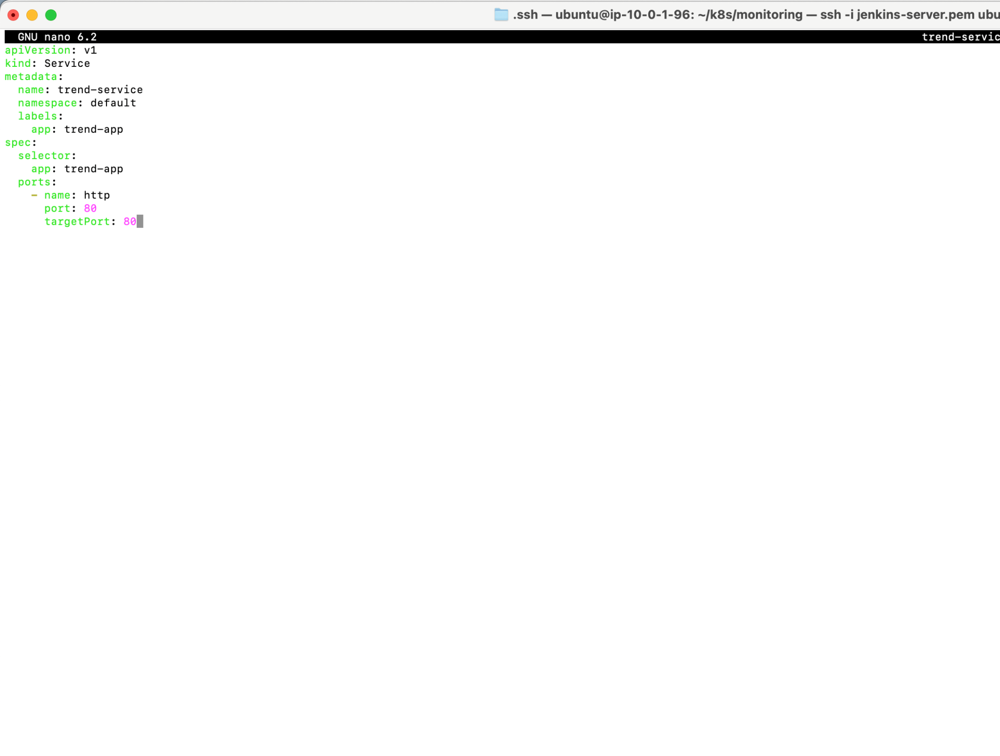 .ssh — ubuntu@ip-10-0-1-96: ~/k8s/monitoring — ssh -i jenkins-server.pem ubu
GNU nano 6.2 trend-servic
apiVersion: v1
kind: Service
metadata:
  name: trend-service
  namespace: default
  labels:
    app: trend-app
spec:
  selector:
    app: trend-app
  ports:
    - name: http
      port: 80
      targetPort: 80